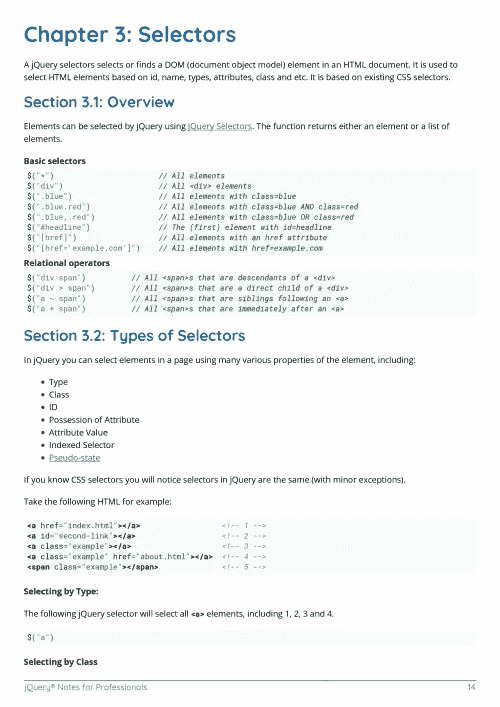 Chapter 3: Selectors
A jQuery selectors selects or finds a DOM (document object model) element in an HTML document. It is used to
select HTML elements based on id, name, types, attributes, class and etc. It is based on existing CSS selectors.
Section 3.1: Overview
Elements can be selected by jQuery using jQuery Selectors. The function returns either an element or a list of
elements.
Basic selectors
$("*") // All elements
$("div") // All <div> elements
$(".blue") // All elements with class=blue
$(".blue.red") // All elements with class=blue AND class=red
$(".blue,.red") // All elements with class=blue OR class=red
$("#headline") // The (first) element with id=headline
$("[href]") // All elements with an href attribute
$("[href='example.com']") // All elements with href=example.com
Relational operators
$("div span") // All <span>s that are descendants of a <div>
$("div > span") // All <span>s that are a direct child of a <div>
$("a ~ span") // All <span>s that are siblings following an <a>
$("a + span") // All <span>s that are immediately after an <a>
Section 3.2: Types of Selectors
In jQuery you can select elements in a page using many various properties of the element, including:
Type
Class
ID
Possession of Attribute
Attribute Value
Indexed Selector
Pseudo-state
If you know CSS selectors you will notice selectors in jQuery are the same (with minor exceptions).
Take the following HTML for example:
<a href="index.html"></a> <!-- 1 -->
<a id="second-link"></a> <!-- 2 -->
<a class="example"></a> <!-- 3 -->
<a class="example" href="about.html"></a> <!-- 4 -->
<span class="example"></span> <!-- 5 -->
Selecting by Type:
The following jQuery selector will select all <a> elements, including 1, 2, 3 and 4.
$("a")
Selecting by Class
jQuery® Notes for Professionals 14